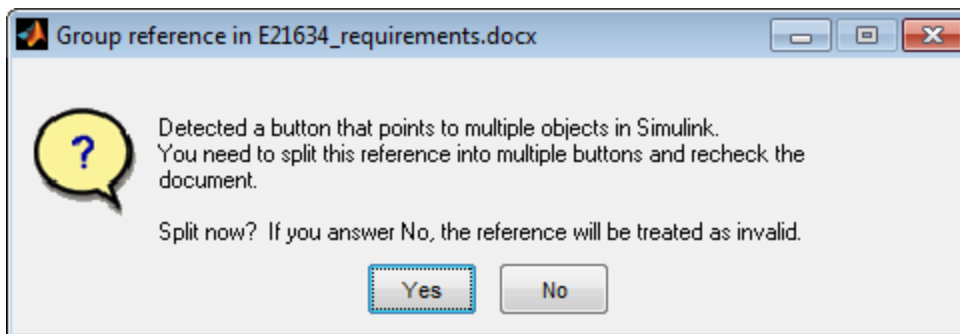 Group reference in E21634_requirements.docx
?
Detected a button that points to multiple objects in Simulink.
You need to split this reference into multiple buttons and recheck the
document.
Split now?  If you answer No, the reference will be treated as invalid.
Yes
No